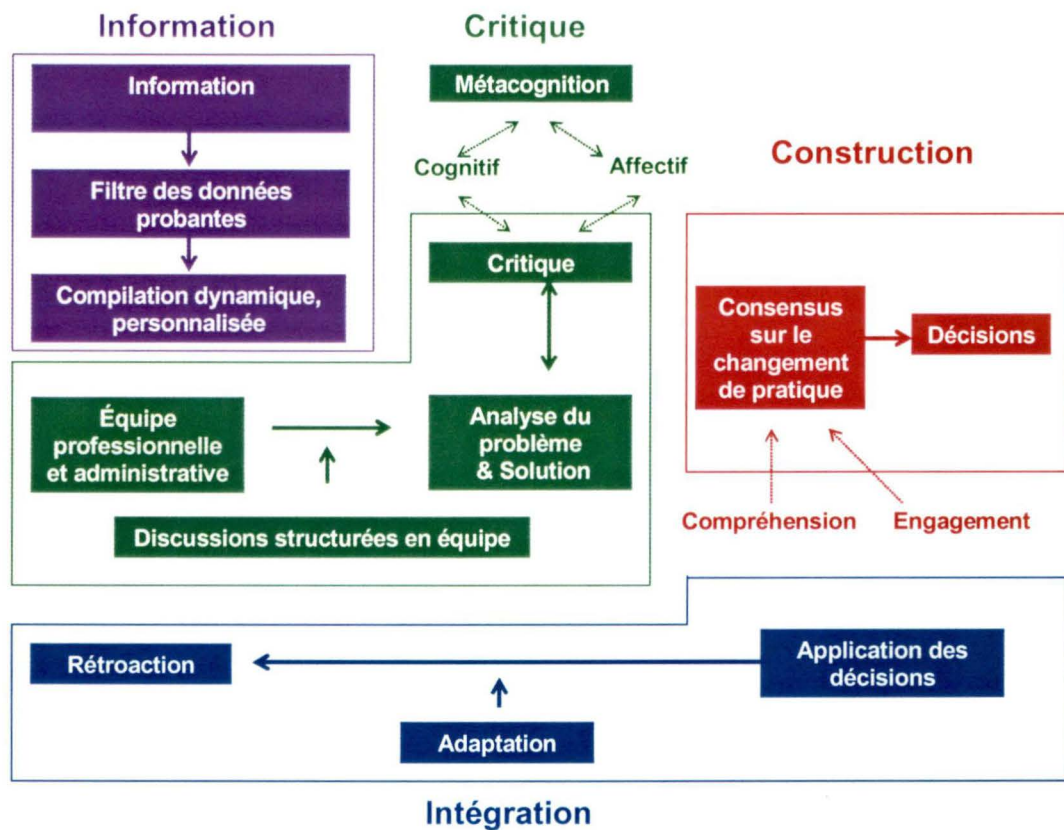 Information
Critique
Information
Métacognition
Cognitif
Affectif
Construction
Filtre des données
probantes
Critique
Compilation dynamique,
personnalisée
Consensus
sur le
changement
de pratique
Décisions
Équipe
professionnelle
et administrative
Analyse du
problème
& Solution
Discussions structurées en équipe
Compréhension
Engagement
Rétroaction
Application des
décisions
Adaptation
Intégration